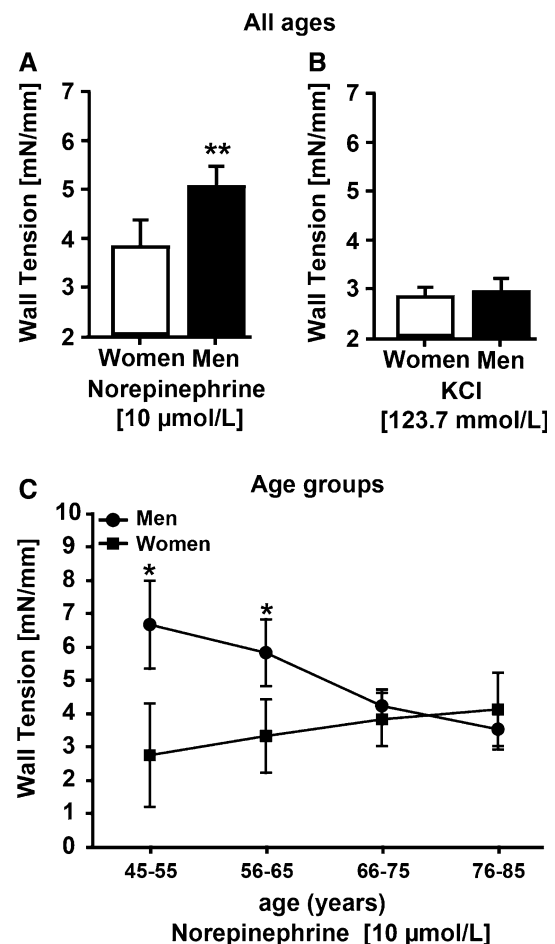 All ages
A
B
Wall Tension [mN/mm]
7
6
5
4
3
2
**
Women Men
Norepinephrine
[10 µmol/L]
Wall Tension [mN/mm]
7
6
5
4
3
2
Women Men
KCl
[123.7 mmol/L]
C
Age groups
Wall Tension [mN/mm]
10
9
8
7
6
5
4
3
2
1
0
Men
Women
*
*
45-55 56-65 66-75 76-85
age (years)
Norepinephrine [10 µmol/L]